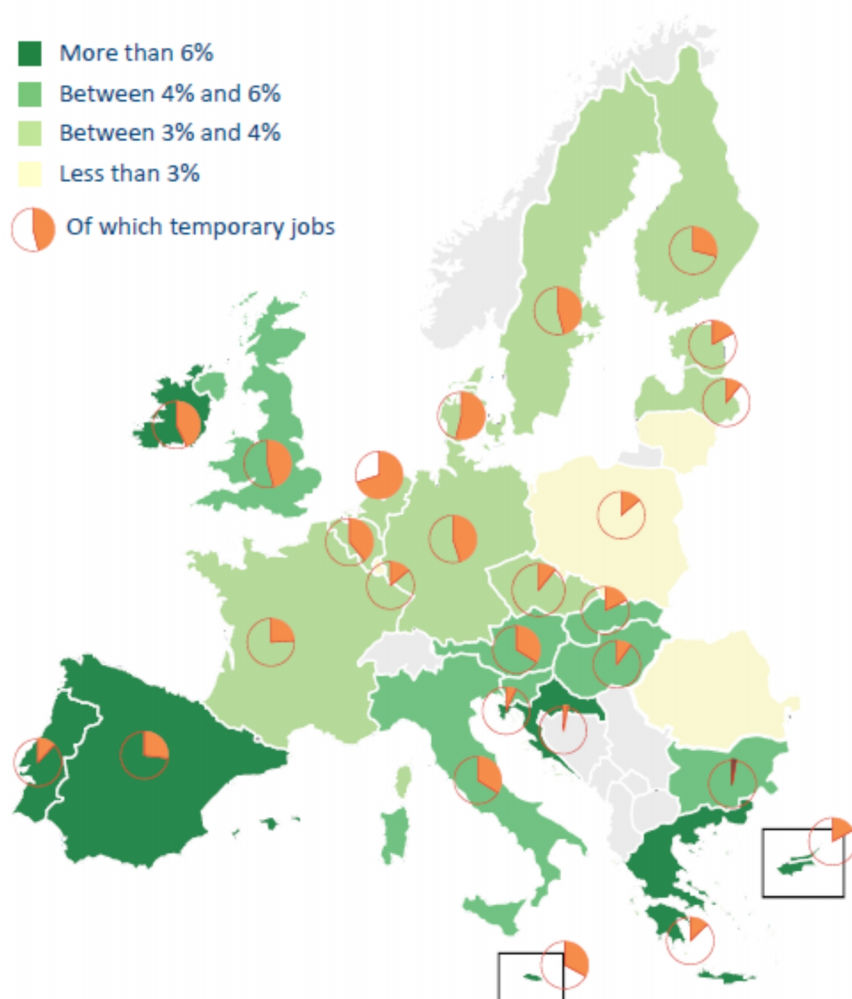 More than 6%
Between 4% and 6%
Between 3% and 4%
Less than 3%
Of which temporary jobs